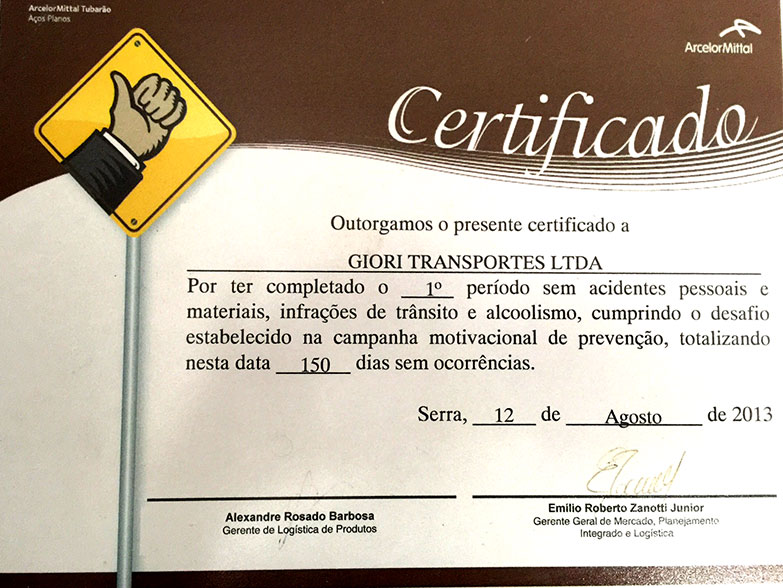 ArcelorMittal Tubarão
Aços Planos
ArcelorMittal
Certificado
Outorgamos o presente certificado a
GIORI TRANSPORTES LTDA
Por ter completado o 1º período sem acidentes pessoais e
materiais, infrações de trânsito e alcoolismo, cumprindo o desafio
estabelecido na campanha motivacional de prevenção, totalizando
nesta data 150 dias sem ocorrências.
Serra, 12 de Agosto de 2013
Alexandre Rosado Barbosa
Gerente de Logística de Produtos
Emilio Roberto Zanotti Junior
Gerente Geral de Mercado, Planejamento
Integrado e Logística